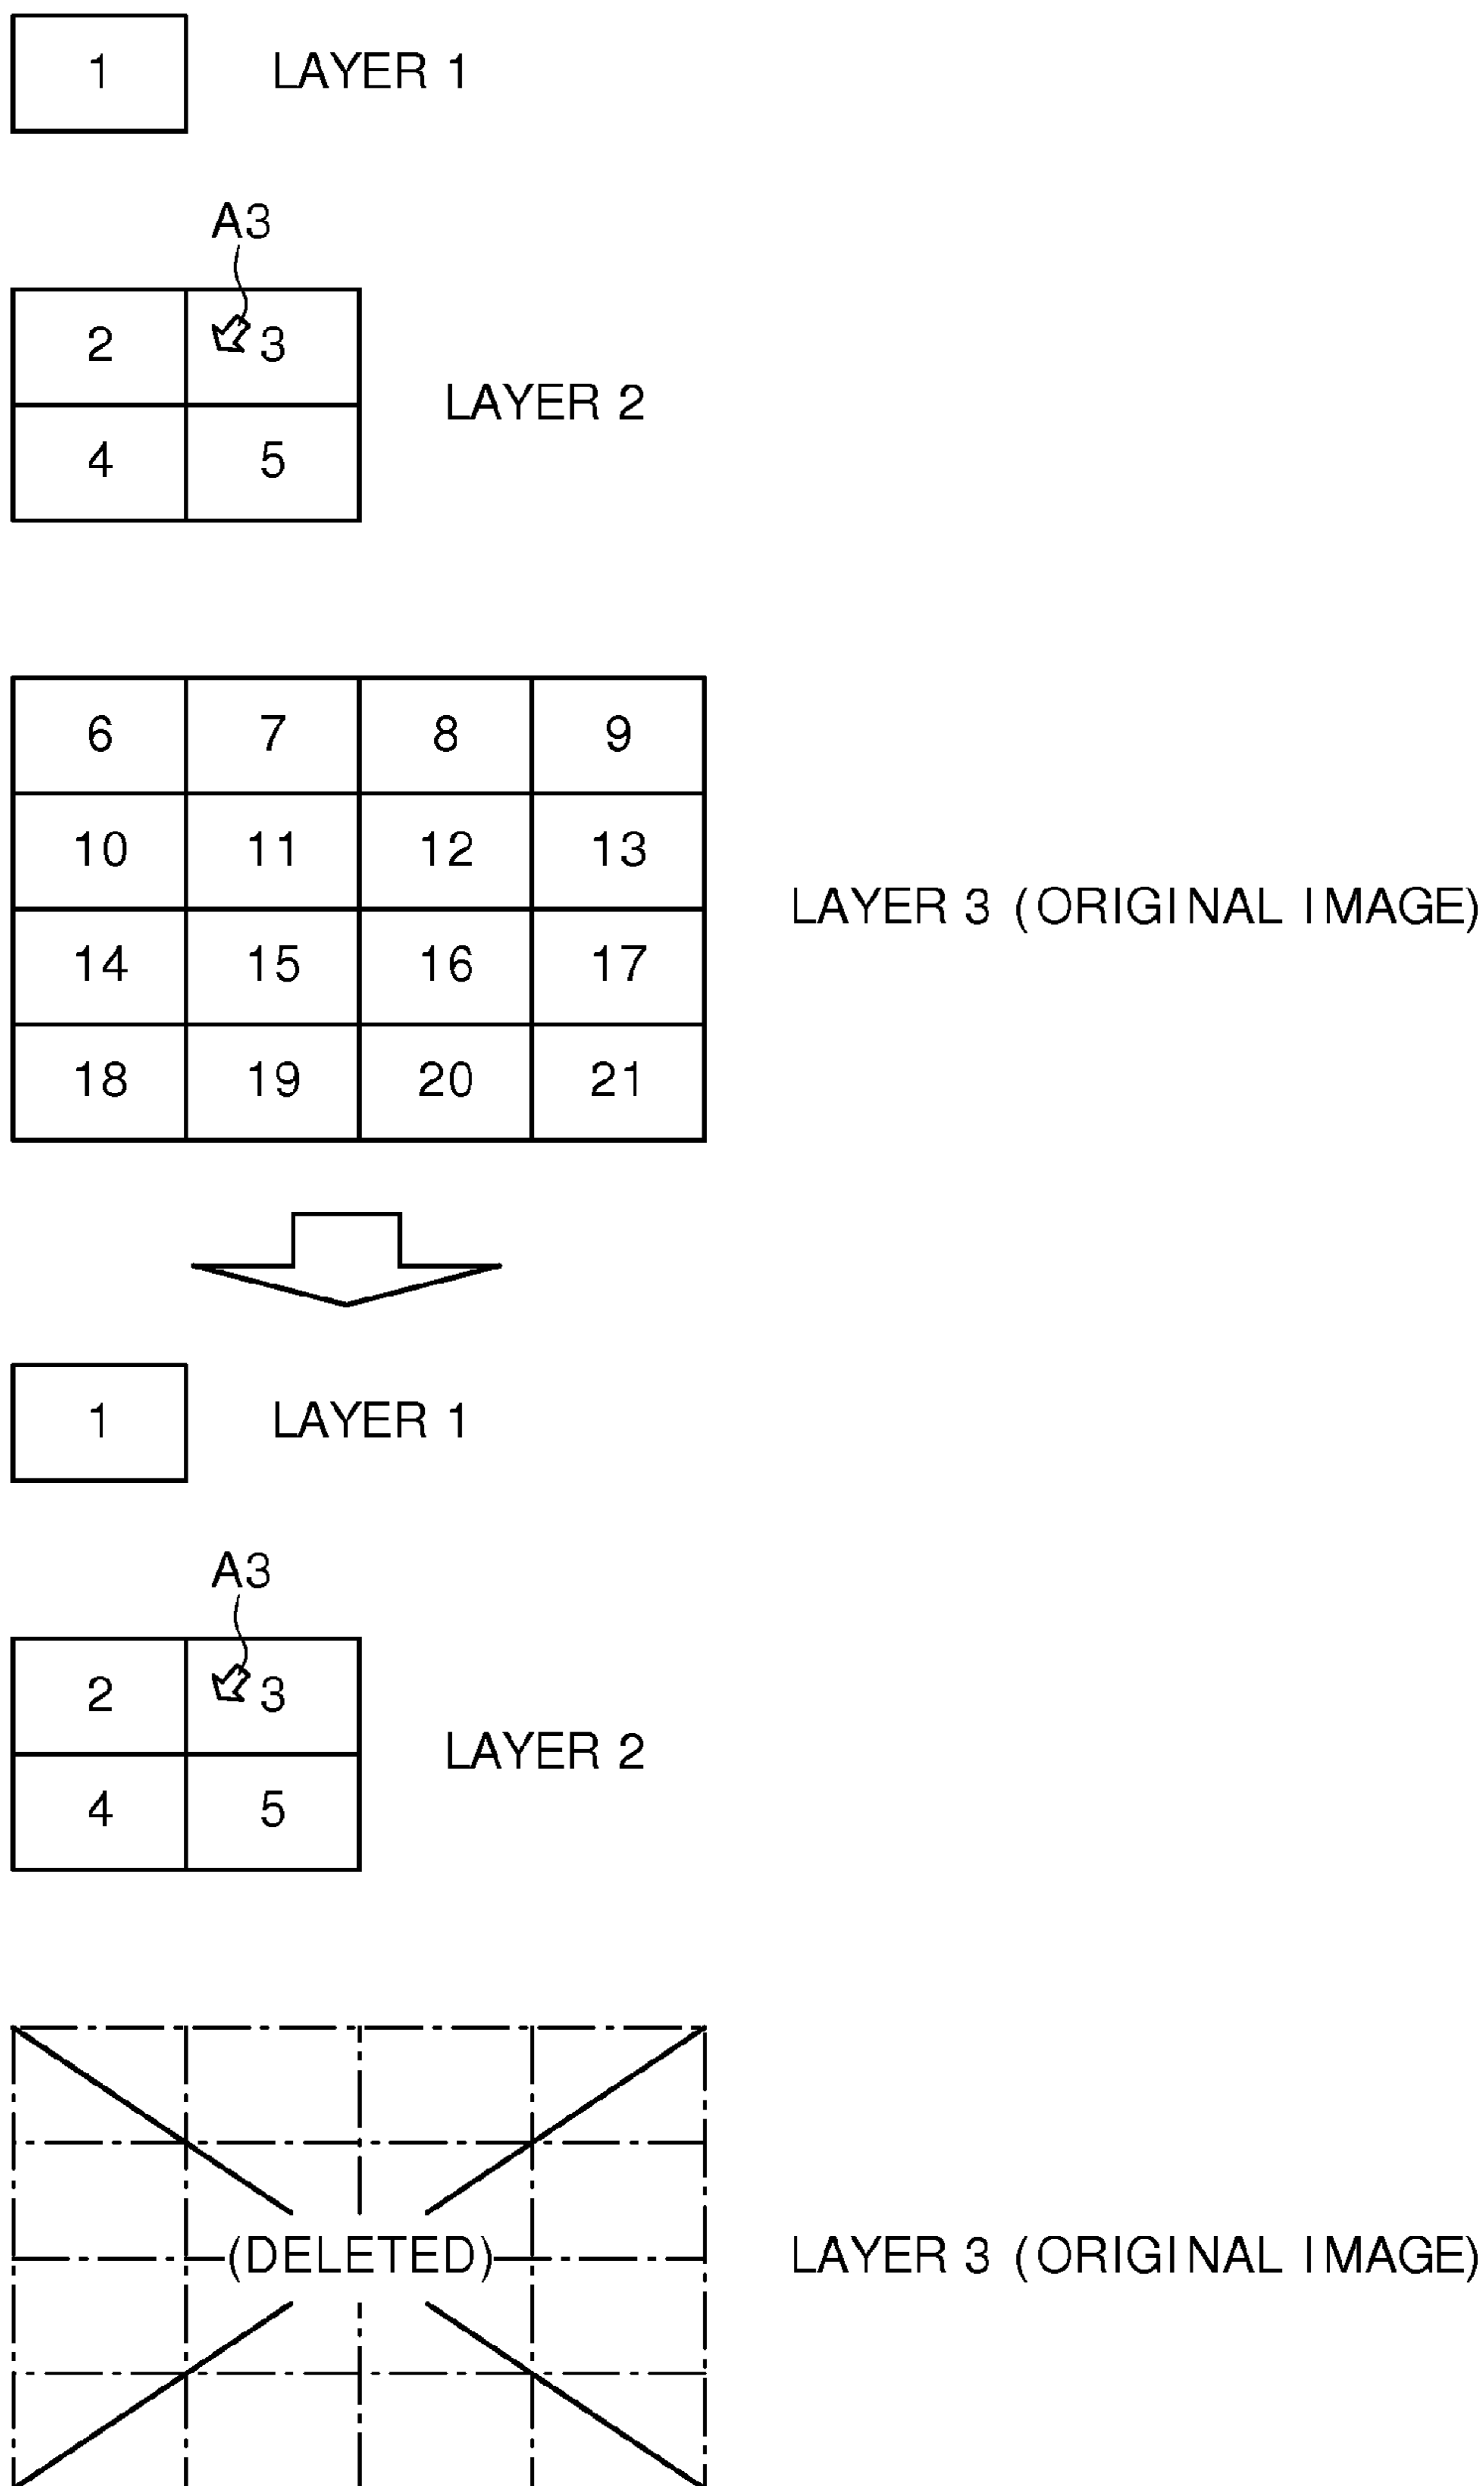 1 LAYER 1
A3
2 3
LAYER 2
4 5
6 7 8 9
10 11 12 13
LAYER 3 (ORIGINAL IMAGE)
14 15 16 17
18 19 20 21
1 LAYER 1
A3
2 3
LAYER 2
4 5
(DELETED) LAYER 3 (ORIGINAL IMAGE)